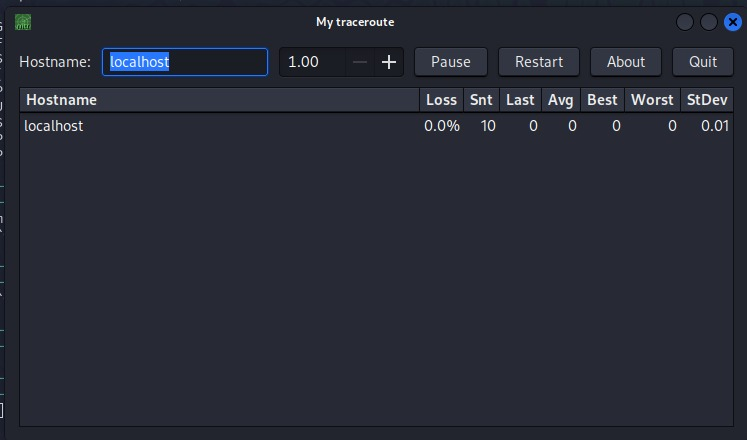 My traceroute
Hostname: localhost 1.00 Pause Restart About Quit
Hostname Loss Snt Last Avg Best Worst StDev
localhost 0.0% 10 0 0 0 0 0.01